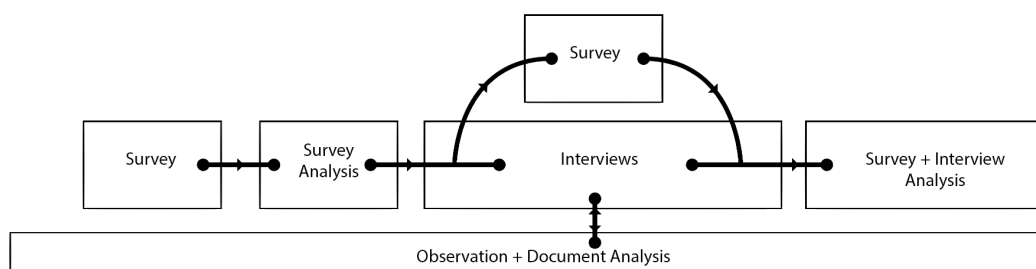 Survey
Survey
Survey
Analysis
Interviews
Survey + Interview
Analysis
Observation + Document Analysis